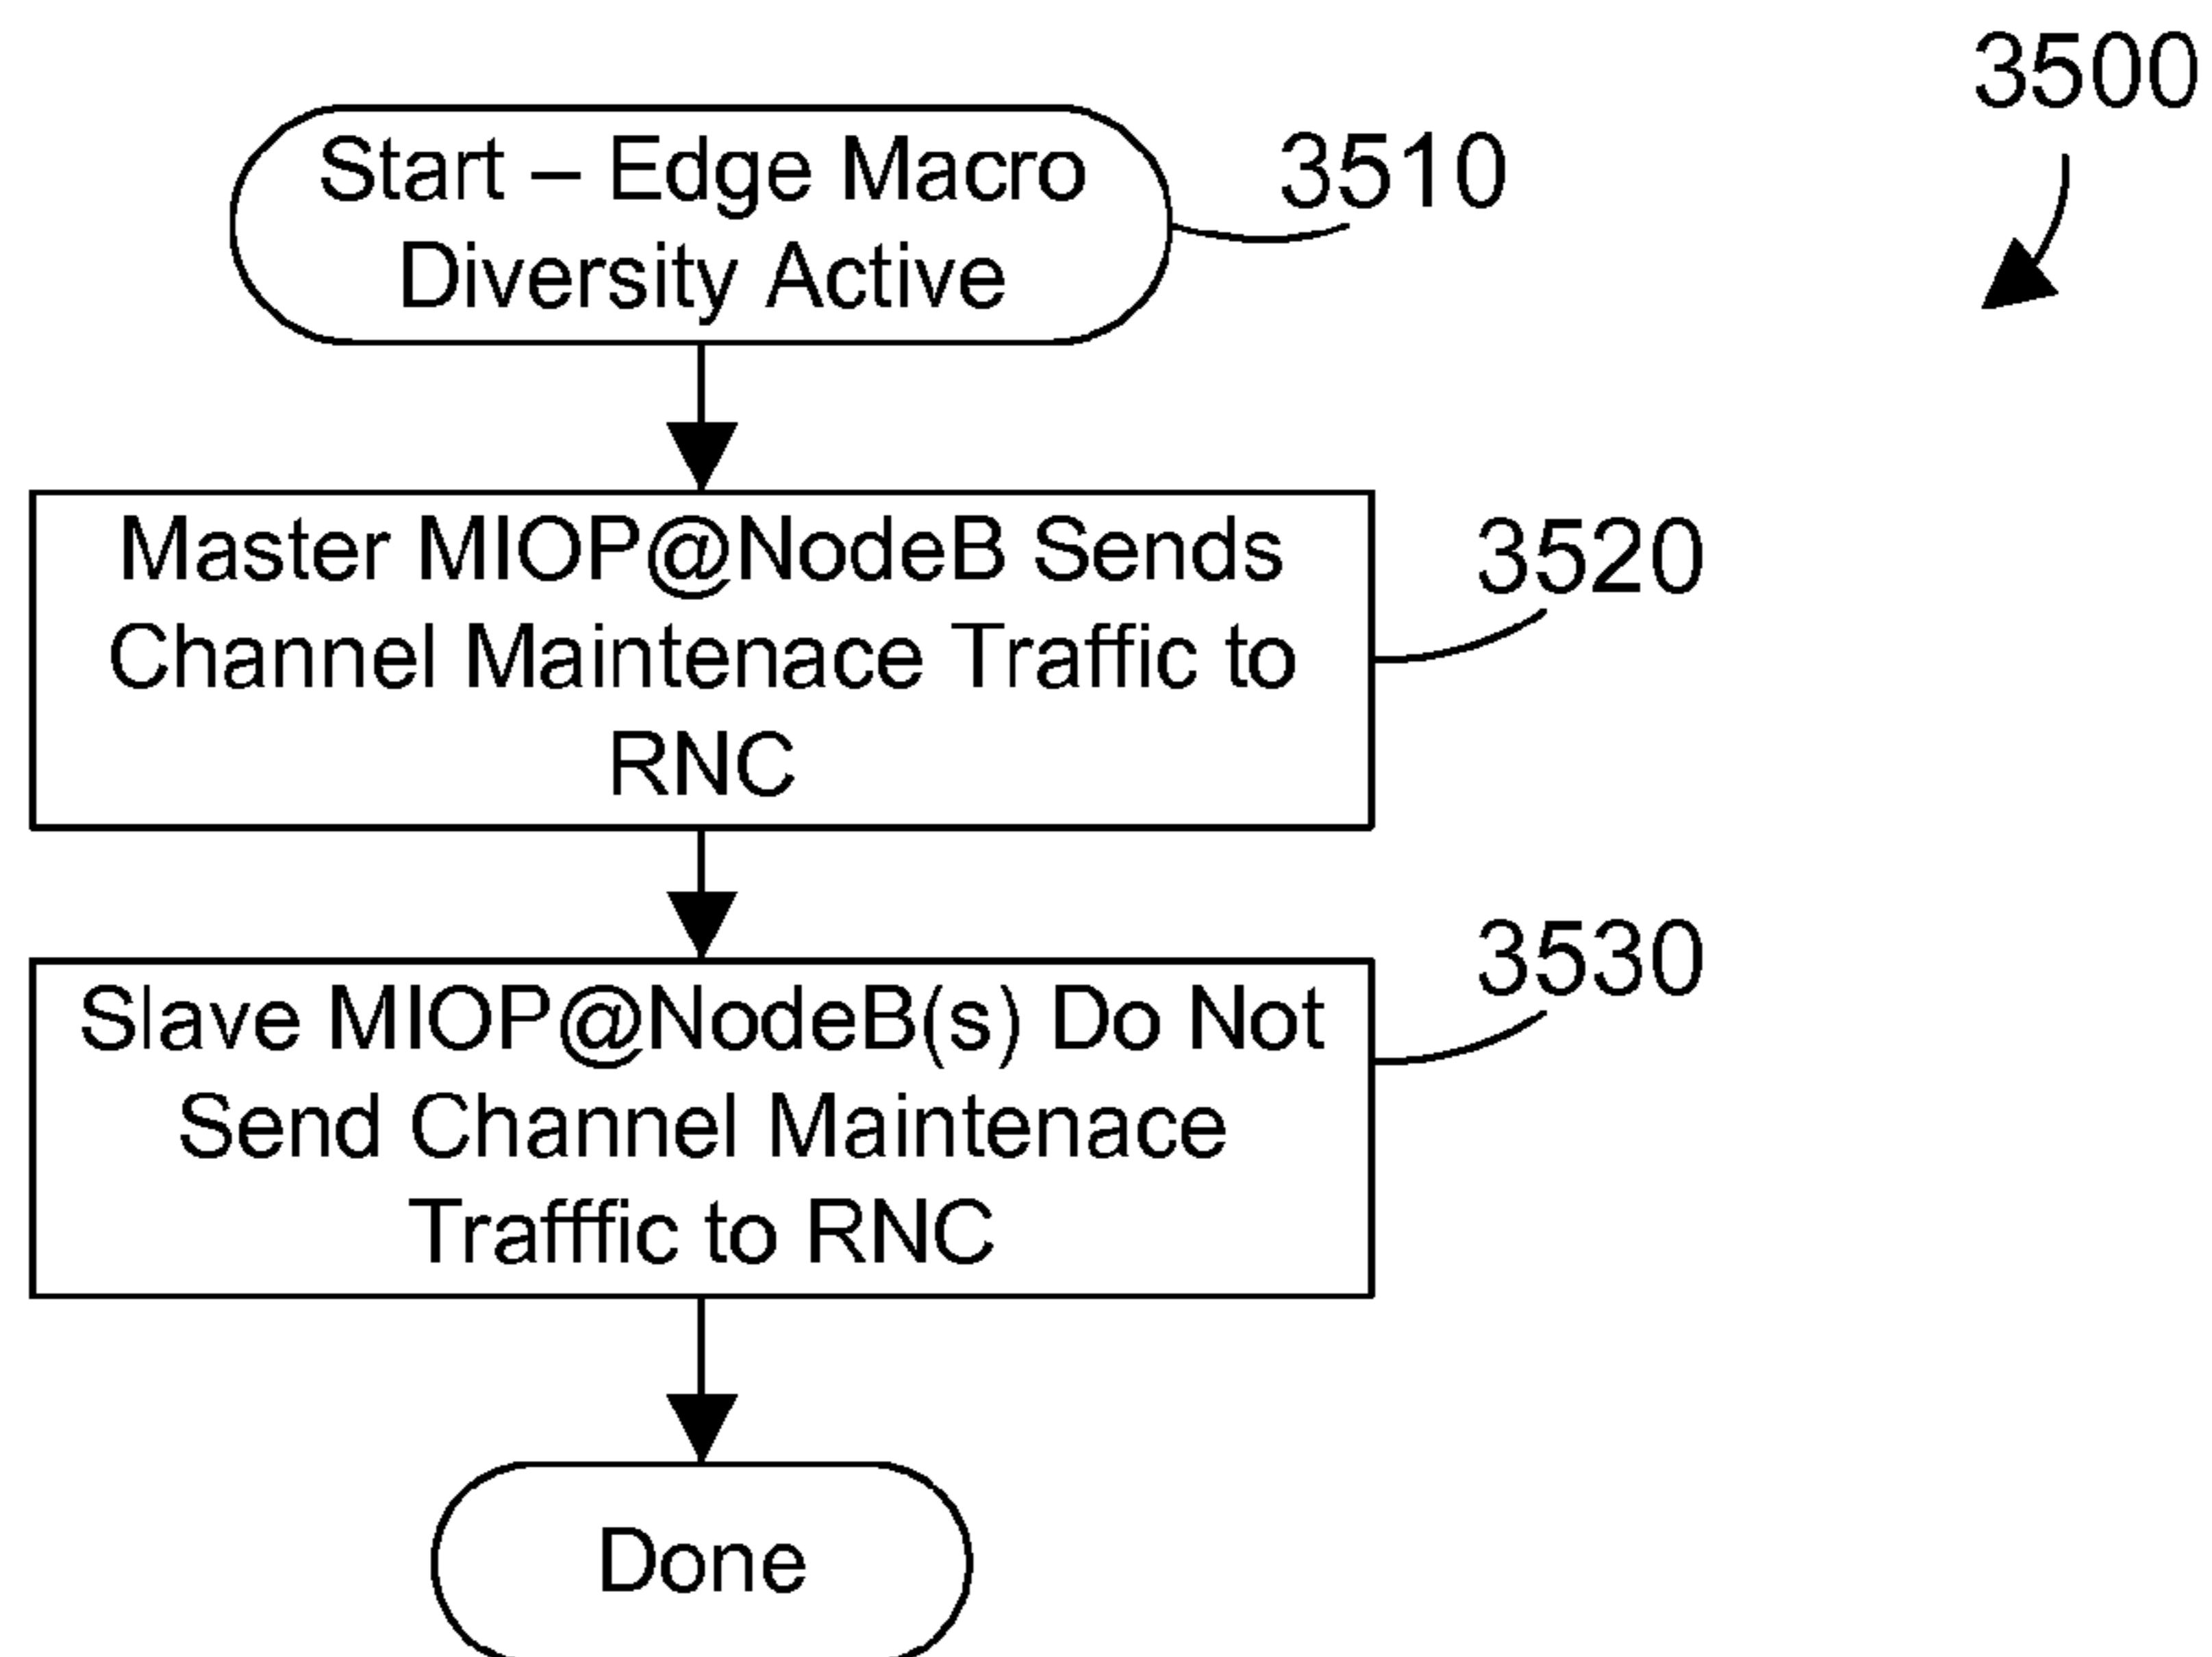 3500
Start – Edge Macro
Diversity Active
3510
Master MIOP@NodeB Sends
Channel Maintenace Traffic to
RNC
3520
Slave MIOP@NodeB(s) Do Not
Send Channel Maintenace
Traffffic to RNC
3530
Done